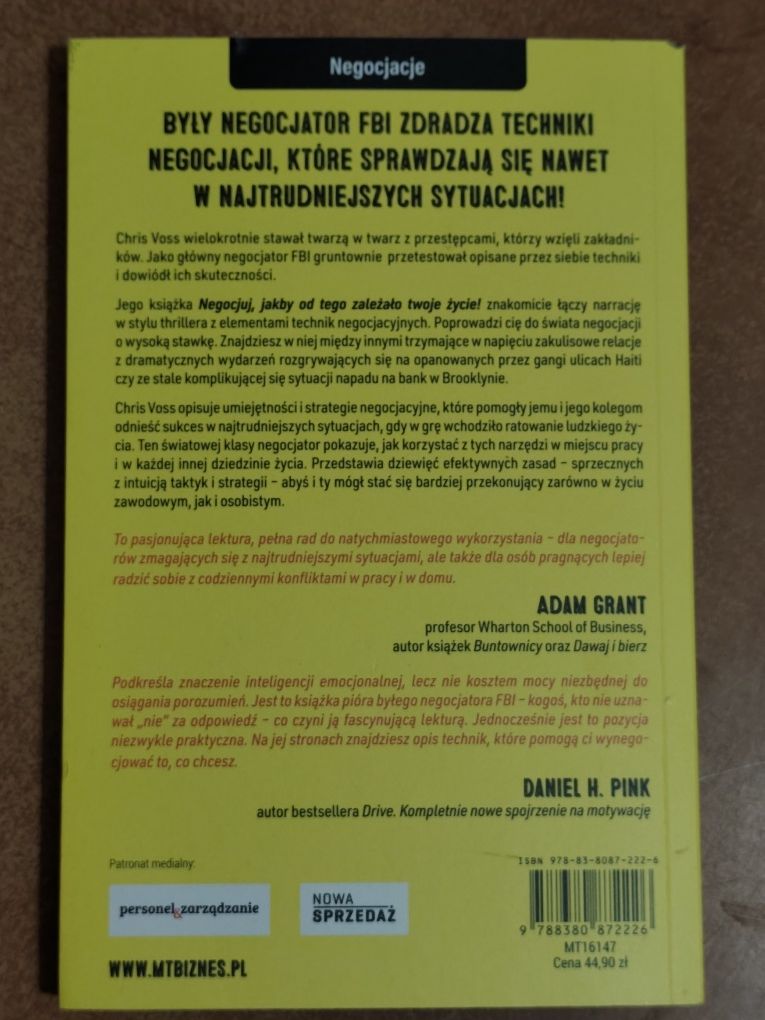 Negocjacje
BYŁY NEGOCJATOR FBI ZDRADZA TECHNIKI
NEGOCJACJI, KTÓRE SPRAWDZAJĄ SIĘ NAWET
W NAJTRUDNIEJSZYCH SYTUACJACH!
Chris Voss wielokrotnie stawał twarzą w twarz z przestępcami, którzy wzięli zakładni-
ków. Jako główny negocjator FBI gruntownie przetestował opisane przez siebie techniki
i dowiódł ich skuteczności.
Jego książka Negocjuj, jakby od tego zależało twoje życie! znakomicie łączy narrację
w stylu thrillera z elementami technik negocjacyjnych. Poprowadzi cię do świata negocjacji
o wysoką stawkę. Znajdziesz w niej między innymi trzymające w napięciu zakulisowe relacje
z dramatycznych wydarzeń rozgrywających się na opanowanych przez gangi ulicach Haiti
czy ze stale komplikującej się sytuacji napadu na bank w Brooklynie.
Chris Voss opisuje umiejętności i strategie negocjacyjne, które pomogły jemu i jego kolegom
odnieść sukces w najtrudniejszych sytuacjach, gdy w grę wchodziło ratowanie ludzkiego ży-
cia. Ten światowej klasy negocjator pokazuje, jak korzystać z tych narzędzi w miejscu pracy
i w każdej innej dziedzinie życia. Przedstawia dziewięć efektywnych zasad – sprzecznych
z intuicją taktyk i strategii – abyś i ty mógł stać się bardziej przekonujący zarówno w życiu
zawodowym, jak i osobistym.
To pasjonująca lektura, pełna rad do natychmiastowego wykorzystania – dla negocjato-
rów zmagających się z najtrudniejszymi sytuacjami, ale także dla osób pragnących lepiej
radzić sobie z codziennymi konfliktami w pracy i w domu.
ADAM GRANT
profesor Wharton School of Business,
autor książek Buntownicy oraz Dawaj i bierz
Podkreśla znaczenie inteligencji emocjonalnej, lecz nie kosztem mocy niezbędnej do
osiągania porozumień. Jest to książka pióra byłego negocjatora FBI – kogoś, kto nie uzna-
wał „nie” za odpowiedź – co czyni ją fascynującą lekturą. Jednocześnie jest to pozycja
niezwykle praktyczna. Na jej stronach znajdziesz opis technik, które pomogą ci wynego-
cjować to, co chcesz.
DANIEL H. PINK
autor bestsellera Drive. Kompletnie nowe spojrzenie na motywację
Patronat medialny:
personel&zarządzanie
NOWA
SPRZEDAŻ
WWW.MTBIZNES.PL
ISBN 978-83-8087-222-6
9 788380 872226
MT16147
Cena 44,90 zł